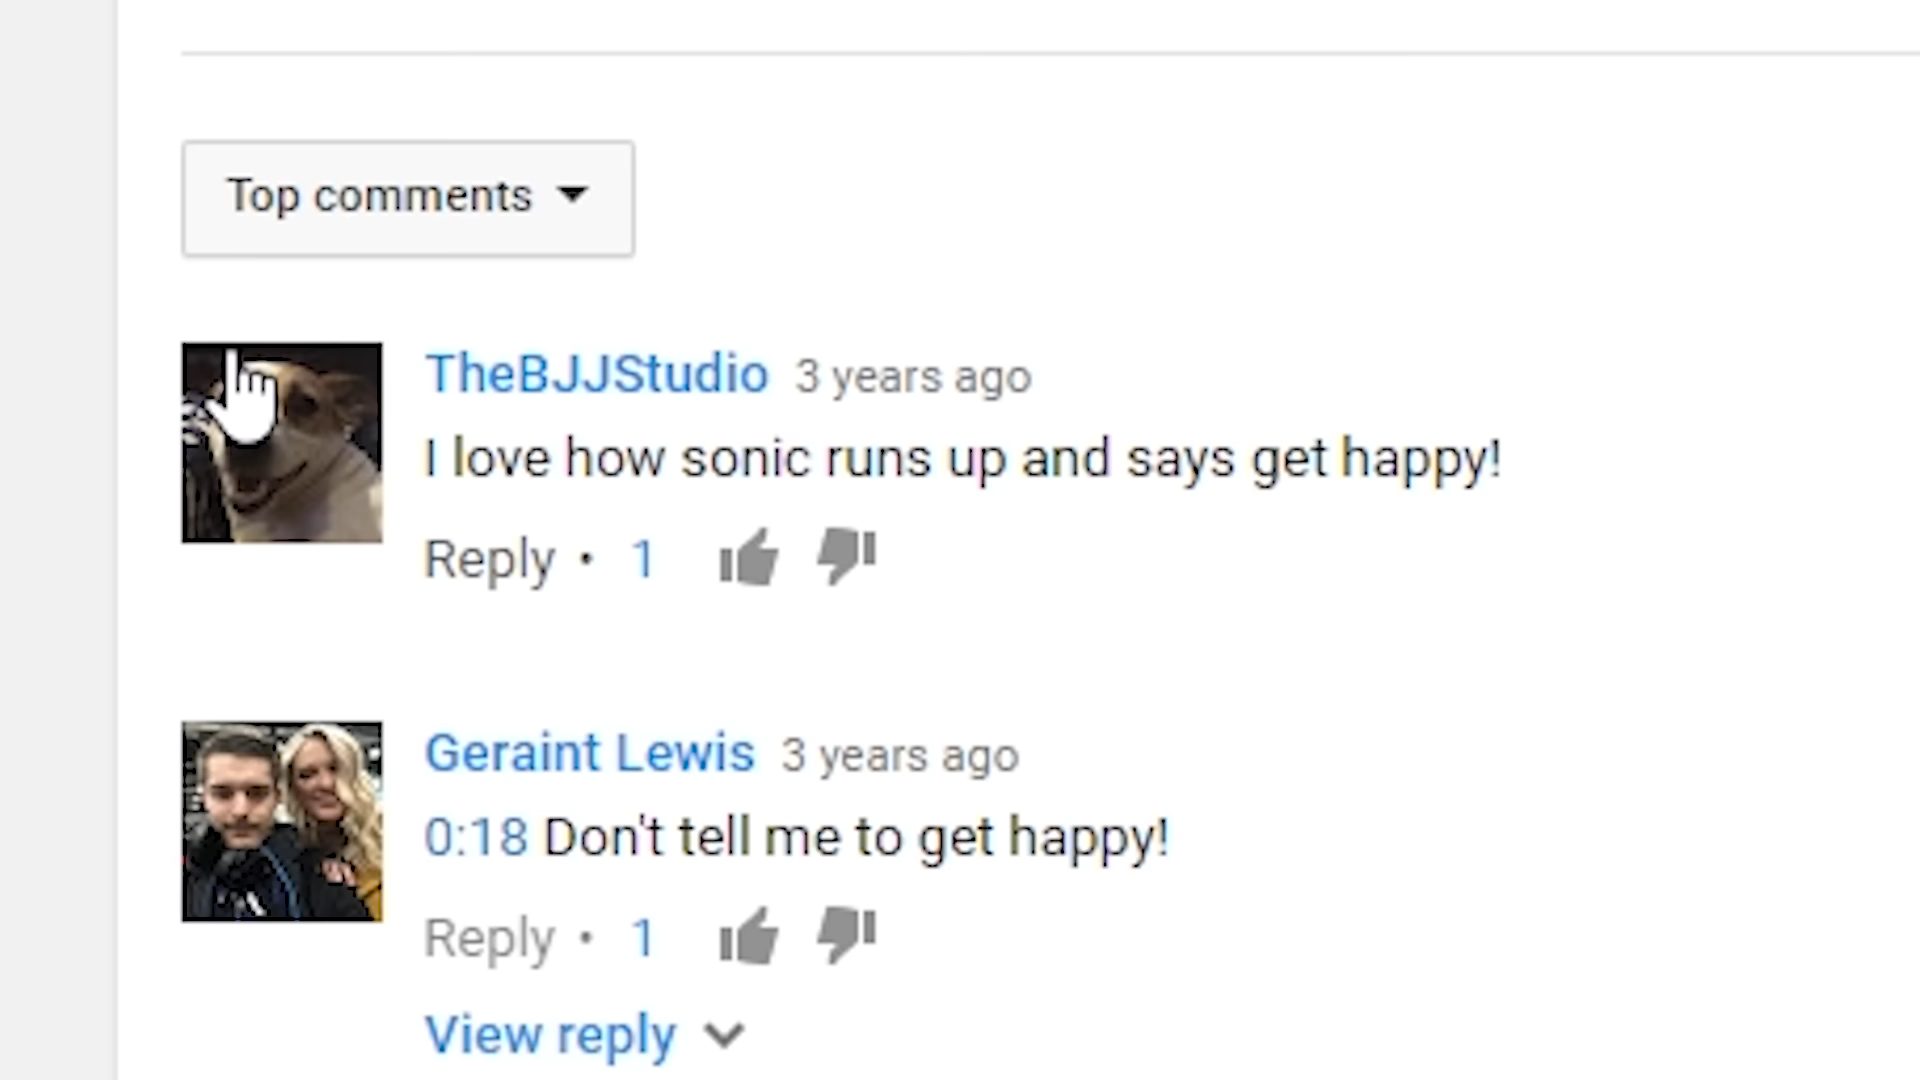 Top comments
TheBJJStudio 3 years ago
I love how sonic runs up and says get happy!
Reply • 1
Geraint Lewis 3 years ago
0:18 Don't tell me to get happy!
Reply • 1
View reply